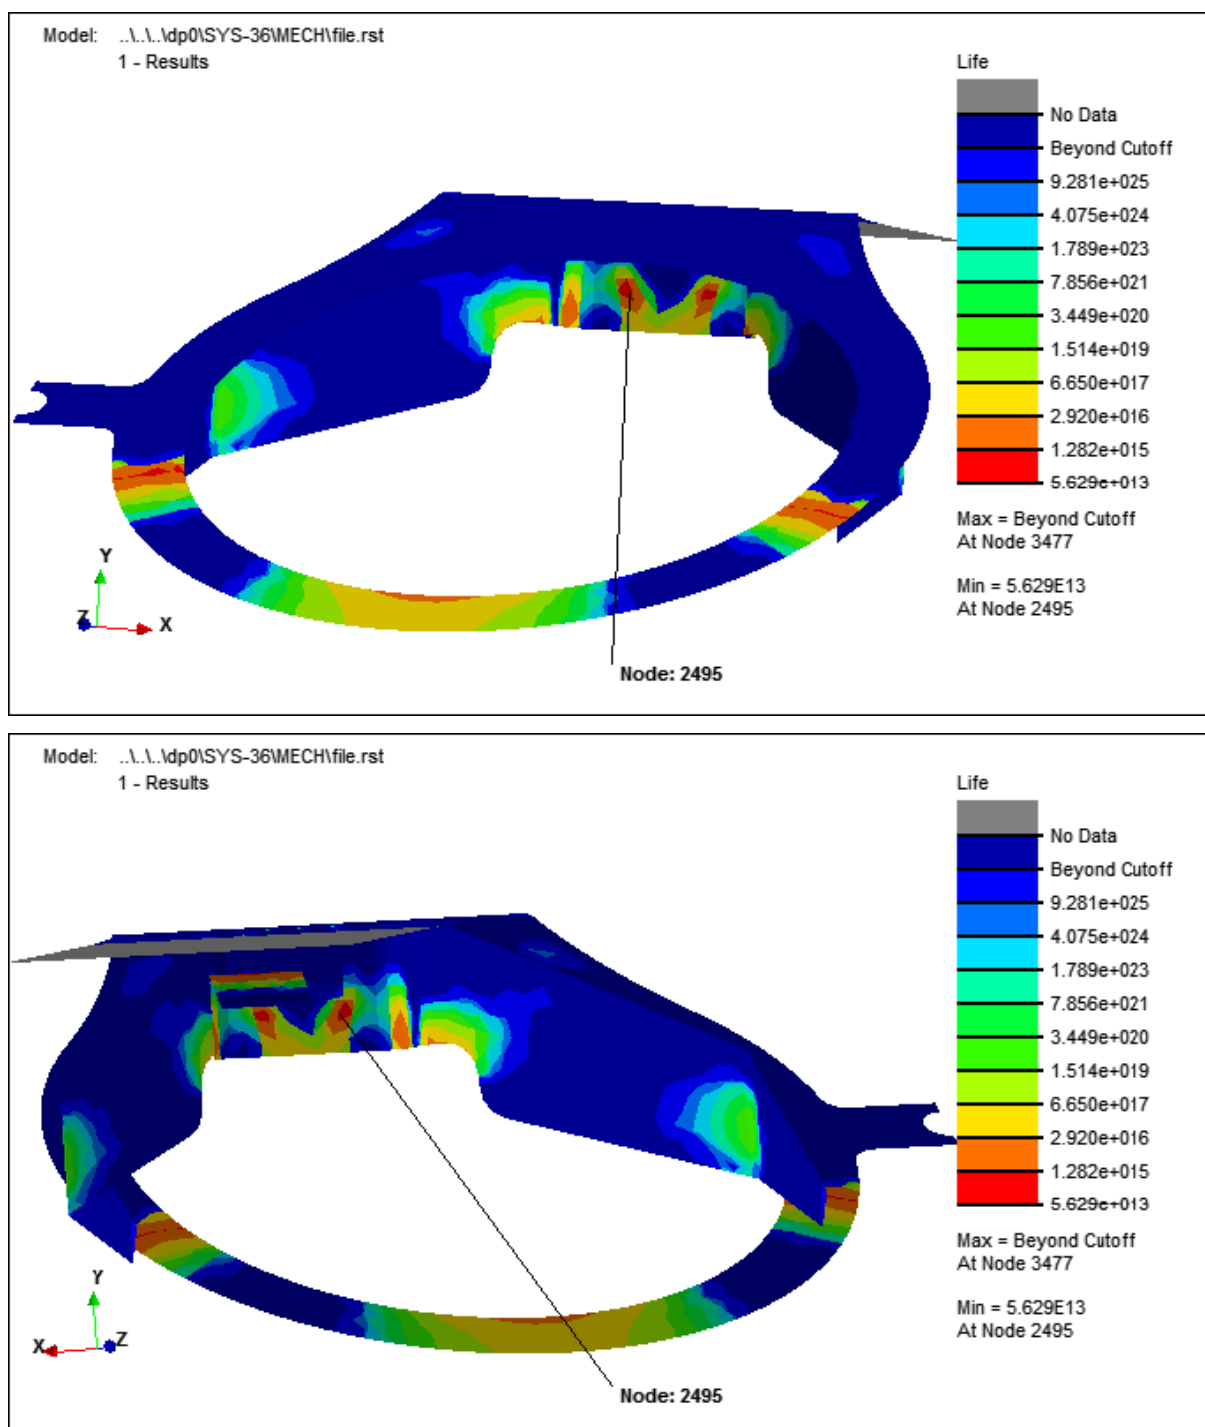 Model: ..\..\..\dp0\SYS-36\MECH\file.rst
1 - Results
Life
No Data
Beyond Cutoff
9.281e+025
4.075e+024
1.789e+023
7.856e+021
3.449e+020
1.514e+019
6.650e+017
2.920e+016
1.282e+015
5.629e+013
Max = Beyond Cutoff
At Node 3477
Min = 5.629E13
At Node 2495
Y
Z
X
Node: 2495
Model: ..\..\..\dp0\SYS-36\MECH\file.rst
1 - Results
Life
No Data
Beyond Cutoff
9.281e+025
4.075e+024
1.789e+023
7.856e+021
3.449e+020
1.514e+019
6.650e+017
2.920e+016
1.282e+015
5.629e+013
Max = Beyond Cutoff
At Node 3477
Min = 5.629E13
At Node 2495
Y
X
Z
Node: 2495